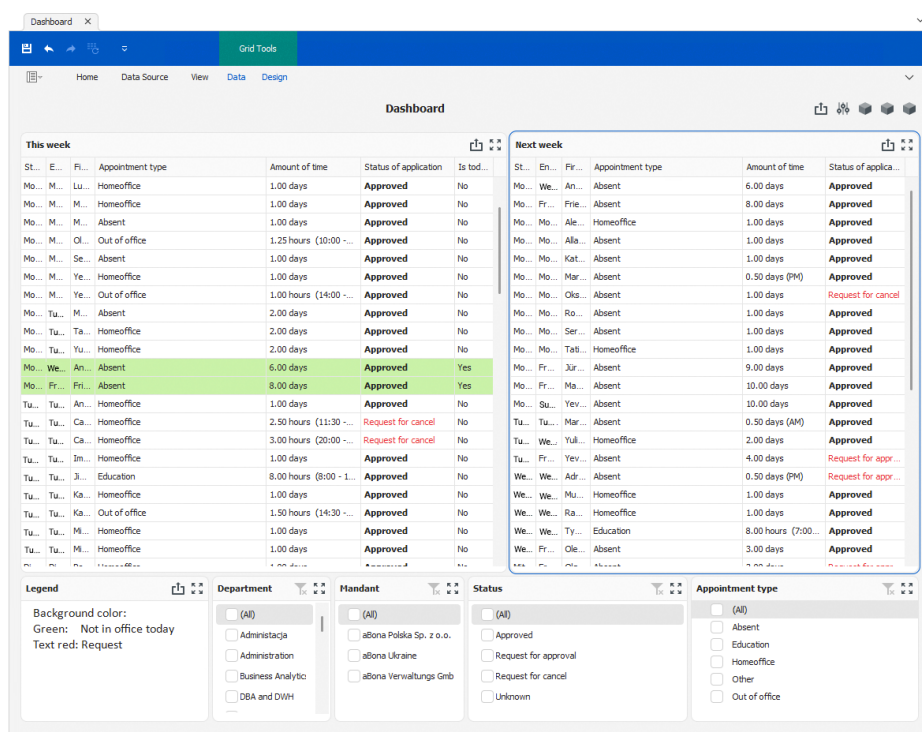 Dashboard
Grid Tools
Home Data Source View Data Design
Dashboard
This week
St... E... Fi... Appointment type Amount of time Status of application Is tod...
Mo... M... Lu... Homeoffice 1.00 days Approved No
Mo... M... M... Homeoffice 1.00 days Approved No
Mo... M... M... Absent 1.00 days Approved No
Mo... M... Ol... Out of office 1.25 hours (10:00 -... Approved No
Mo... M... Se... Absent 1.00 days Approved No
Mo... M... Ye... Homeoffice 1.00 days Approved No
Mo... M... Ye... Out of office 1.00 hours (14:00 -... Approved No
Mo... Tu... M... Absent 2.00 days Approved No
Mo... Tu... Ta... Homeoffice 2.00 days Approved No
Mo... Tu... Yu... Homeoffice 2.00 days Approved No
Mo... We... An... Absent 6.00 days Approved Yes
Mo... Fr... Fri... Absent 8.00 days Approved Yes
Tu... Tu... An... Homeoffice 1.00 days Approved No
Tu... Tu... Ca... Homeoffice 2.50 hours (11:30 -... Request for cancel No
Tu... Tu... Ca... Homeoffice 3.00 hours (20:00 -... Request for cancel No
Tu... Tu... Im... Homeoffice 1.00 days Approved No
Tu... Tu... Ji... Education 8.00 hours (8:00 - 1... Approved No
Tu... Tu... Ka... Homeoffice 1.00 days Approved No
Tu... Tu... Ka... Out of office 1.50 hours (14:30 -... Approved No
Tu... Tu... Mi... Homeoffice 1.00 days Approved No
Tu... Tu... Mi... Homeoffice 1.00 days Approved No
Next week
St... En... Fir... Appointment type Amount of time Status of applica...
Mo... We... An... Absent 6.00 days Approved
Mo... Fr... Frie... Absent 8.00 days Approved
Mo... Mo... Ale... Homeoffice 1.00 days Approved
Mo... Mo... Alla... Absent 1.00 days Approved
Mo... Mo... Kat... Absent 1.00 days Approved
Mo... Mo... Mar... Absent 0.50 days (PM) Approved
Mo... Mo... Oks... Absent 1.00 days Request for cancel
Mo... Mo... Ro... Absent 1.00 days Approved
Mo... Mo... Ser... Absent 1.00 days Approved
Mo... Mo... Tati... Homeoffice 1.00 days Approved
Mo... Fr... Jür... Absent 9.00 days Approved
Mo... Fr... Ma... Absent 10.00 days Approved
Mo... Su... Yev... Absent 10.00 days Approved
Tu... Tu... Mar... Absent 0.50 days (AM) Approved
Tu... We... Yuli... Homeoffice 2.00 days Approved
Tu... Fr... Yev... Absent 4.00 days Request for appr...
We... We... Adr... Absent 0.50 days (PM) Request for appr...
We... We... Mu... Homeoffice 1.00 days Approved
We... We... Ra... Homeoffice 1.00 days Approved
We... We... Ty... Education 8.00 hours (7:00... Approved
We... Fr... Ole... Absent 3.00 days Approved
Legend
Background color:
Green: Not in office today
Text red: Request
Department
(All)
Administacja
Administration
Business Analytic
DBA and DWH
Mandant
(All)
aBona Polska Sp. z o.o.
aBona Ukraine
aBona Verwaltungs Gmb
Status
(All)
Approved
Request for approval
Request for cancel
Unknown
Appointment type
(All)
Absent
Education
Homeoffice
Other
Out of office